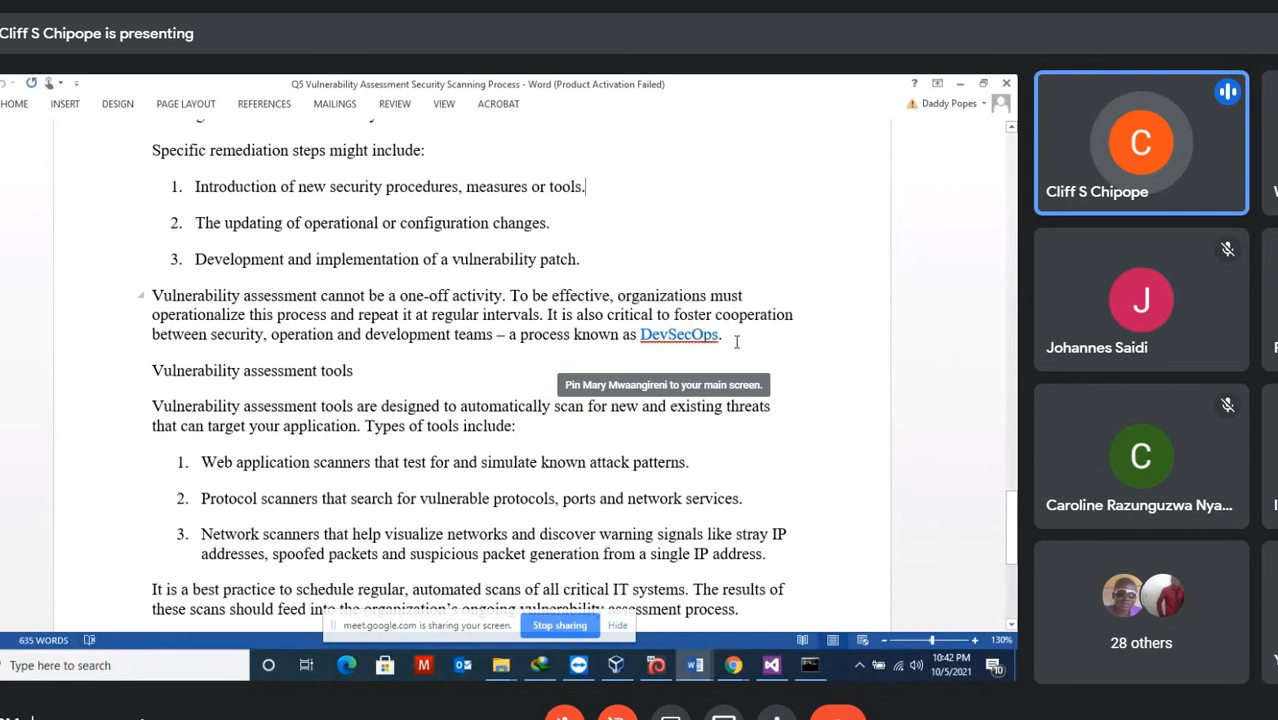 Cliff S Chipope is presenting
Q5 Vulnerability Assessment Security Scanning Process - Word (Product Activation Failed)
HOME INSERT DESIGN PAGE LAYOUT REFERENCES MAILINGS REVIEW VIEW ACROBAT
Daddy Popes
Specific remediation steps might include:
1. Introduction of new security procedures, measures or tools.
2. The updating of operational or configuration changes.
3. Development and implementation of a vulnerability patch.
Vulnerability assessment cannot be a one-off activity. To be effective, organizations must
operationalize this process and repeat it at regular intervals. It is also critical to foster cooperation
between security, operation and development teams – a process known as DevSecOps.
Vulnerability assessment tools
Pin Mary Mwaangireni to your main screen.
Vulnerability assessment tools are designed to automatically scan for new and existing threats
that can target your application. Types of tools include:
1. Web application scanners that test for and simulate known attack patterns.
2. Protocol scanners that search for vulnerable protocols, ports and network services.
3. Network scanners that help visualize networks and discover warning signals like stray IP
addresses, spoofed packets and suspicious packet generation from a single IP address.
It is a best practice to schedule regular, automated scans of all critical IT systems. The results of
these scans should feed into the organization's ongoing vulnerability assessment process.
meet.google.com is sharing your screen. Stop sharing Hide
635 WORDS
130%
Type here to search
10:42 PM
10/5/2021
10
C
Cliff S Chipope
J
Johannes Saidi
C
Caroline Razunguzwa Nya...
28 others